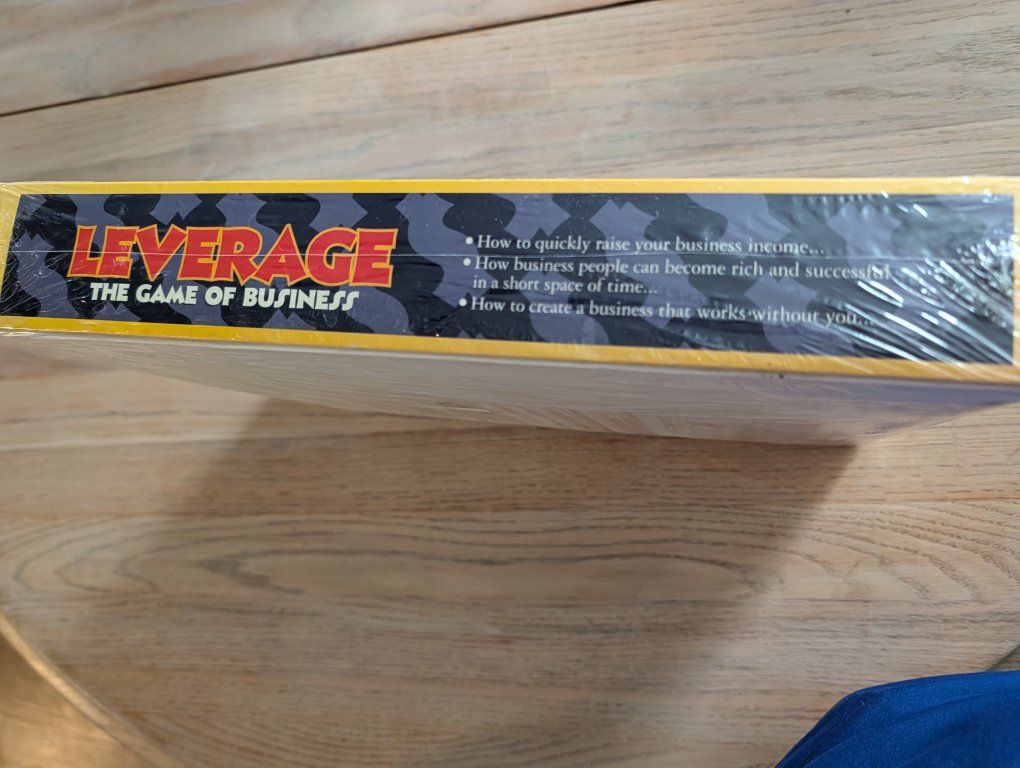 LEVERAGE
THE GAME OF BUSINESS
• How to quickly raise your business income...
• How business people can become rich and successful
in a short space of time...
• How to create a business that works without you...